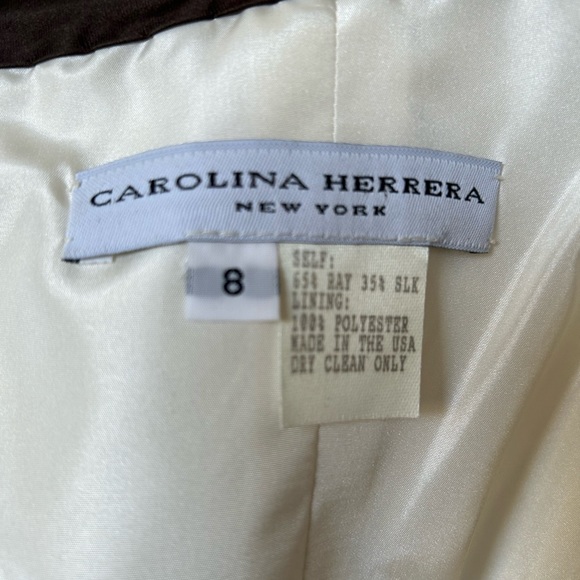 CAROLINA HERRERA
NEW YORK
8
SELF:
65% RAY 35% SLK
LINING:
100% POLYESTER
MADE IN THE USA
DRY CLEAN ONLY